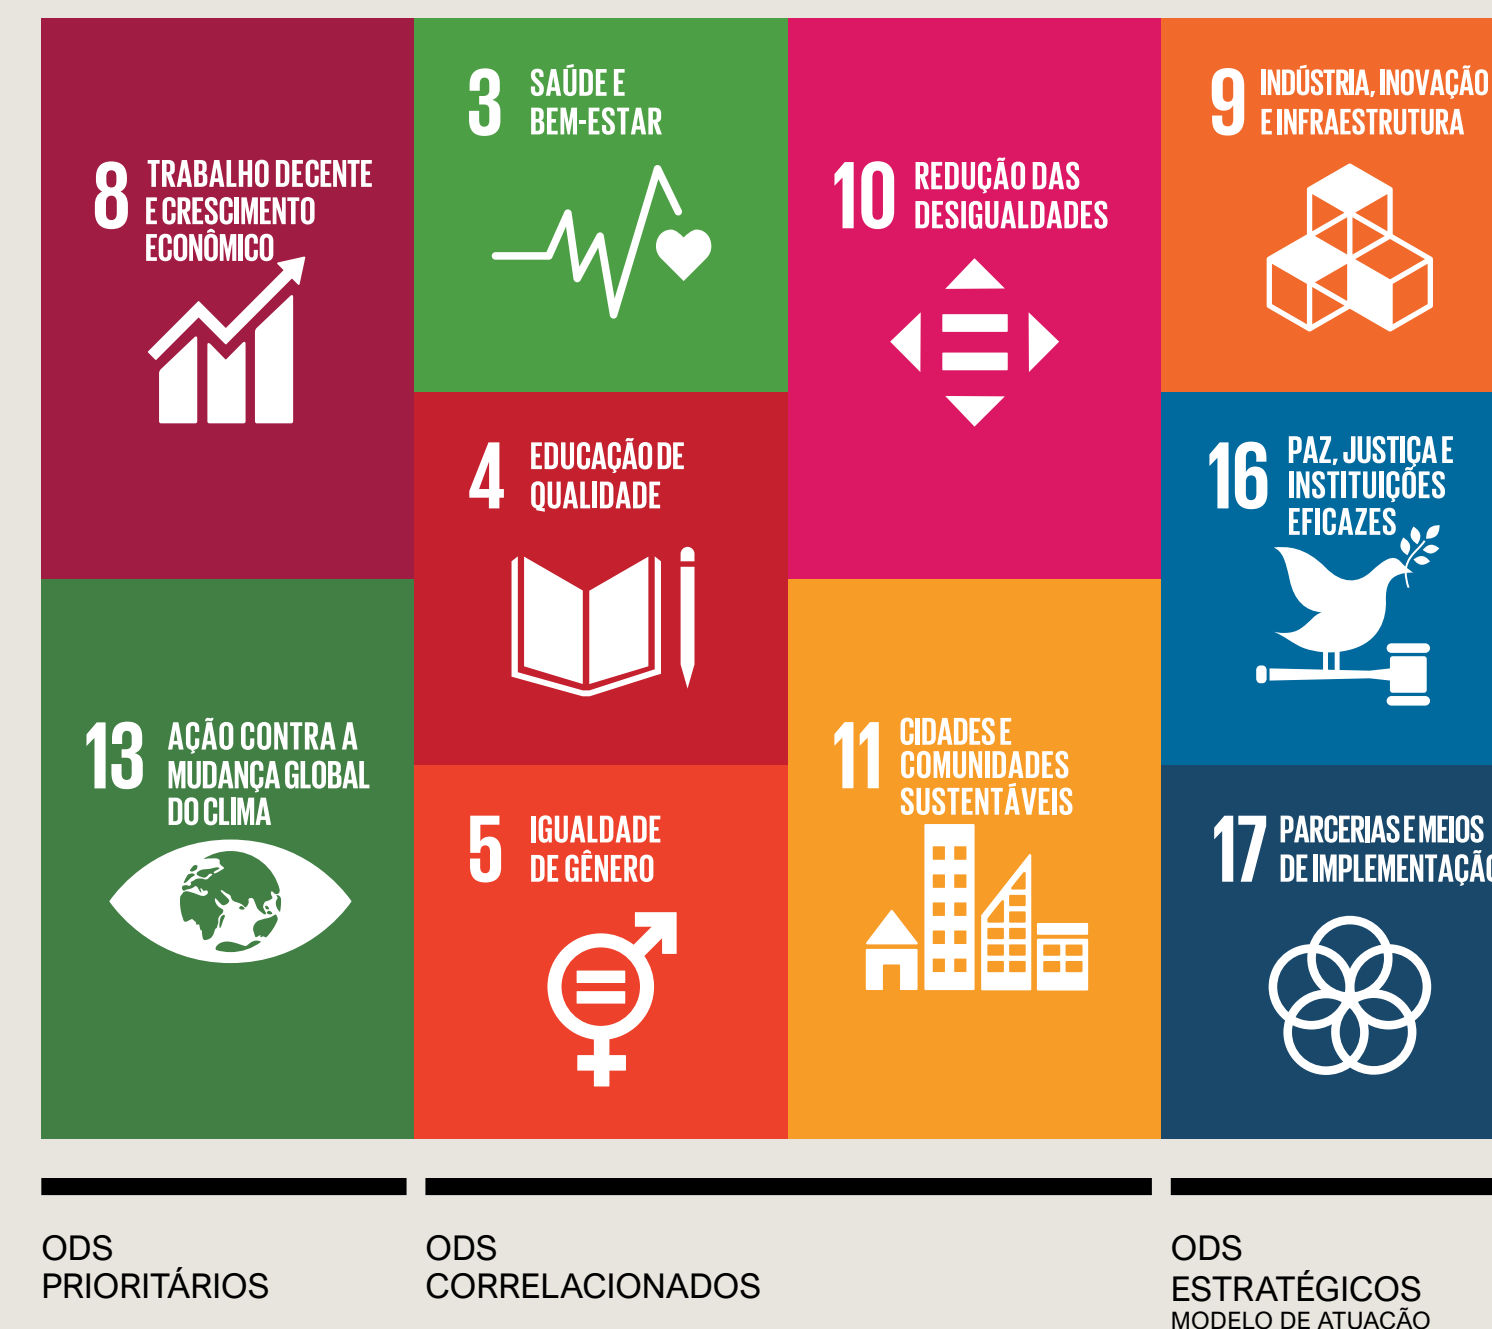 8 TRABALHO DECENTE
E CRESCIMENTO
ECONÔMICO
13 AÇÃO CONTRA A
MUDANÇA GLOBAL
DO CLIMA
3 SAÚDE E
BEM-ESTAR
4 EDUCAÇÃO DE
QUALIDADE
5 IGUALDADE
DE GÊNERO
10 REDUÇÃO DAS
DESIGUALDADES
11 CIDADES E
COMUNIDADES
SUSTENTÁVEIS
9 INDÚSTRIA, INOVAÇÃO
E INFRAESTRUTURA
16 PAZ, JUSTIÇA E
INSTITUIÇÕES
EFICAZES
17 PARCERIAS E MEIOS
DE IMPLEMENTAÇÃO
ODS
PRIORITÁRIOS
ODS
CORRELACIONADOS
ODS
ESTRATÉGICOS
MODELO DE ATUAÇÃO